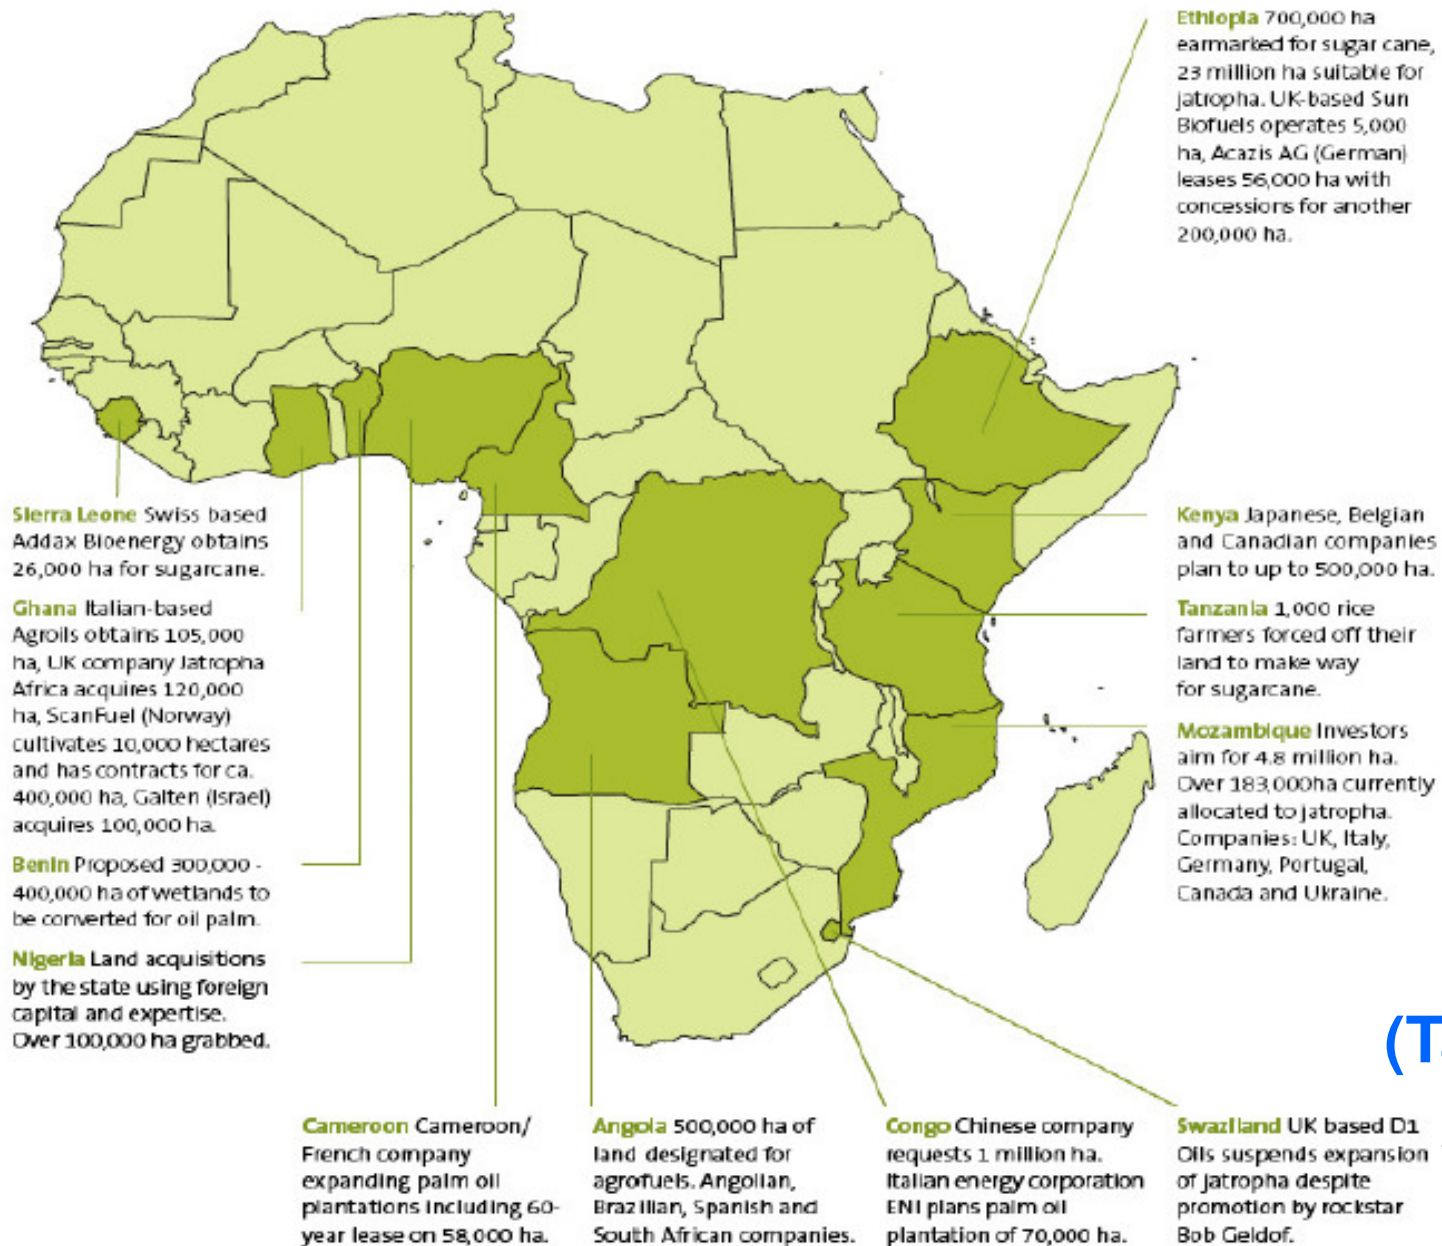 Ethiopia 700,000 ha
earmarked for sugar cane,
23 million ha suitable for
jatropha. UK-based Sun
Biofuels operates 5,000
ha, Acazis AG (German)
leases 56,000 ha with
concessions for another
200,000 ha.
Sierra Leone Swiss based
Addax Bioenergy obtains
26,000 ha for sugarcane.
Ghana Italian-based
Agroils obtains 105,000
ha, UK company Jatropha
Africa acquires 120,000
ha, ScanFuel (Norway)
cultivates 10,000 hectares
and has contracts for ca.
400,000 ha, Galten (Israel)
acquires 100,000 ha.
Benin Proposed 300,000 -
400,000 ha of wetlands to
be converted for oil palm.
Nigeria Land acquisitions
by the state using foreign
capital and expertise.
Over 100,000 ha grabbed.
Kenya Japanese, Belgian
and Canadian companies
plan to up to 500,000 ha.
Tanzania 1,000 rice
farmers forced off their
land to make way
for sugarcane.
Mozambique Investors
aim for 4.8 million ha.
Over 183,000ha currently
allocated to jatropha.
Companies: UK, Italy,
Germany, Portugal,
Canada and Ukraine.
Cameroon Cameroon/
French company
expanding palm oil
plantations including 60-
year lease on 58,000 ha.
Angola 500,000 ha of
land designated for
agrofuels. Angolian,
Brazilian, Spanish and
South African companies.
Congo Chinese company
requests 1 million ha.
Italian energy corporation
ENI plans palm oil
plantation of 70,000 ha.
Swaziland UK based D1
Oils suspends expansion
of jatropha despite
promotion by rockstar
Bob Geldof.